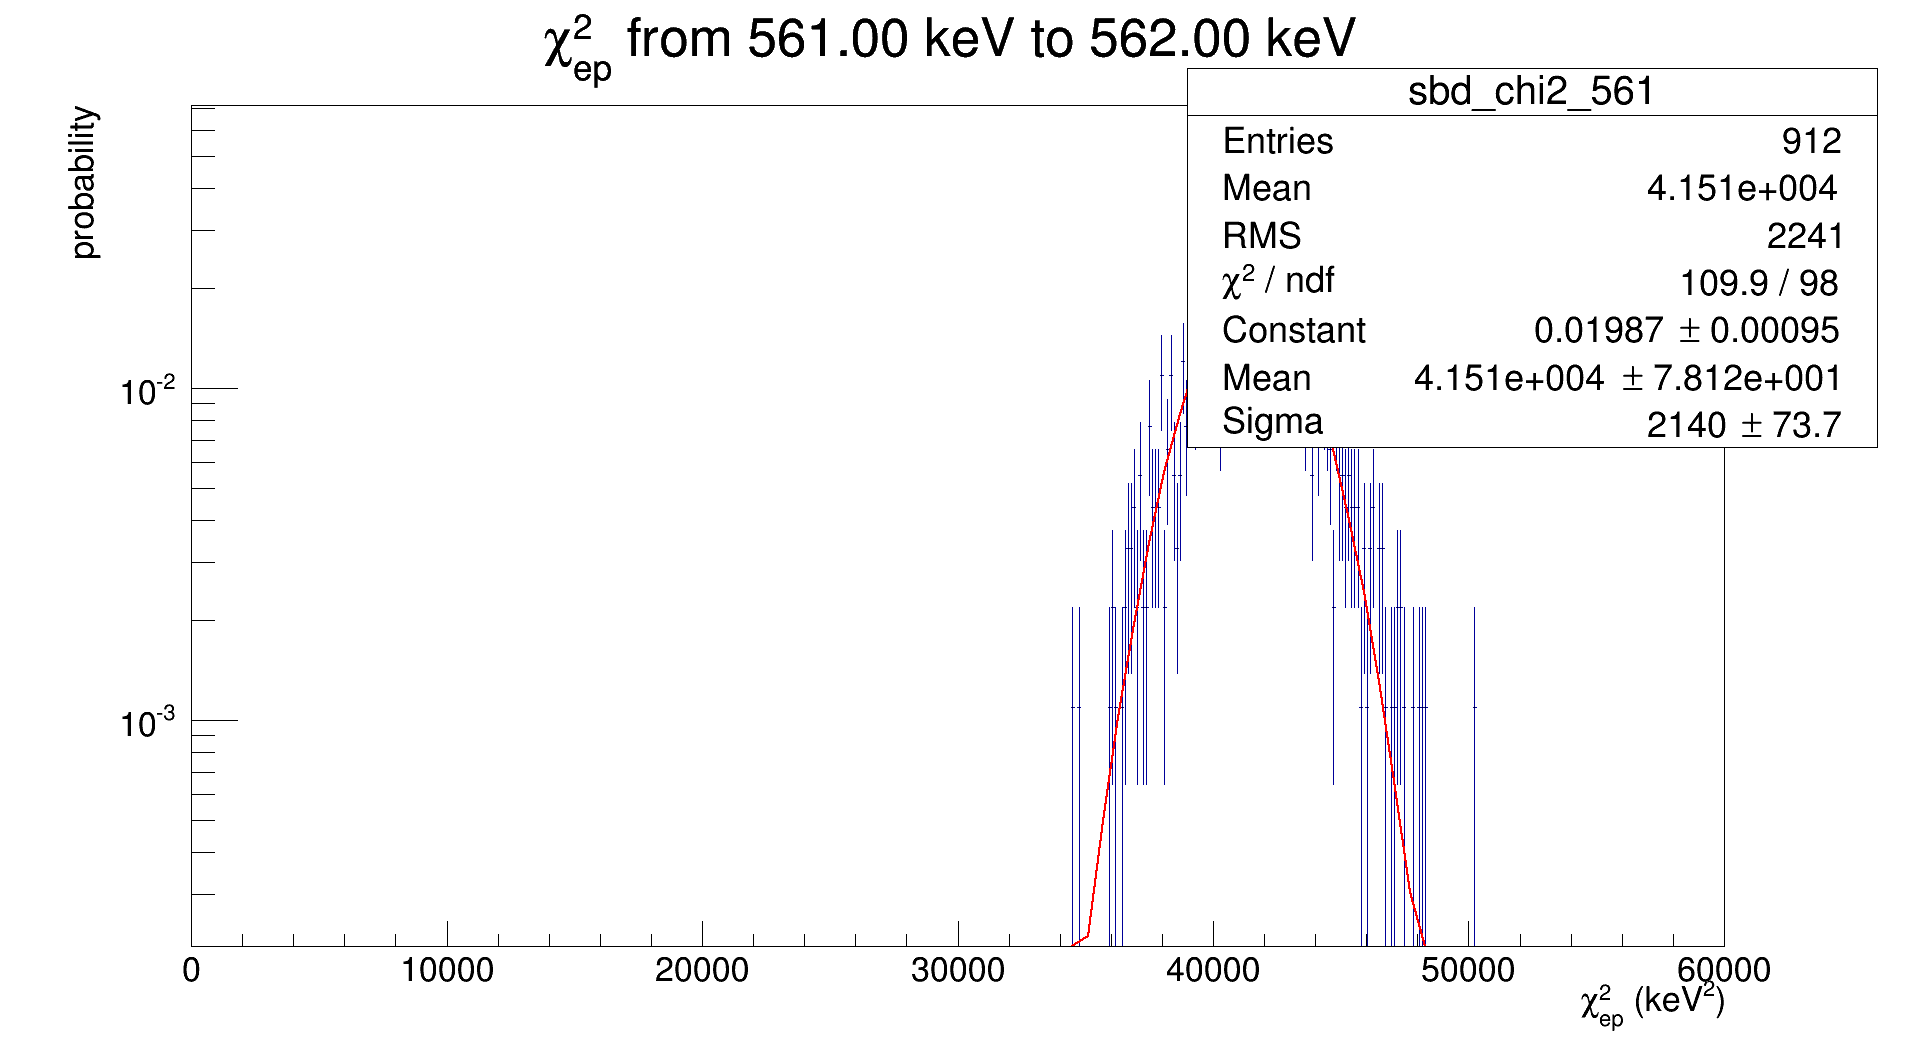 χ²ep from 561.00 keV to 562.00 keV
sbd_chi2_561
Entries 912
Mean 4.151e+004
RMS 2241
χ² / ndf 109.9 / 98
Constant 0.01987 ± 0.00095
Mean 4.151e+004 ± 7.812e+001
Sigma 2140 ± 73.7
probability
10⁻²
10⁻³
0 10000 20000 30000 40000 50000 60000
χ²ep (keV²)